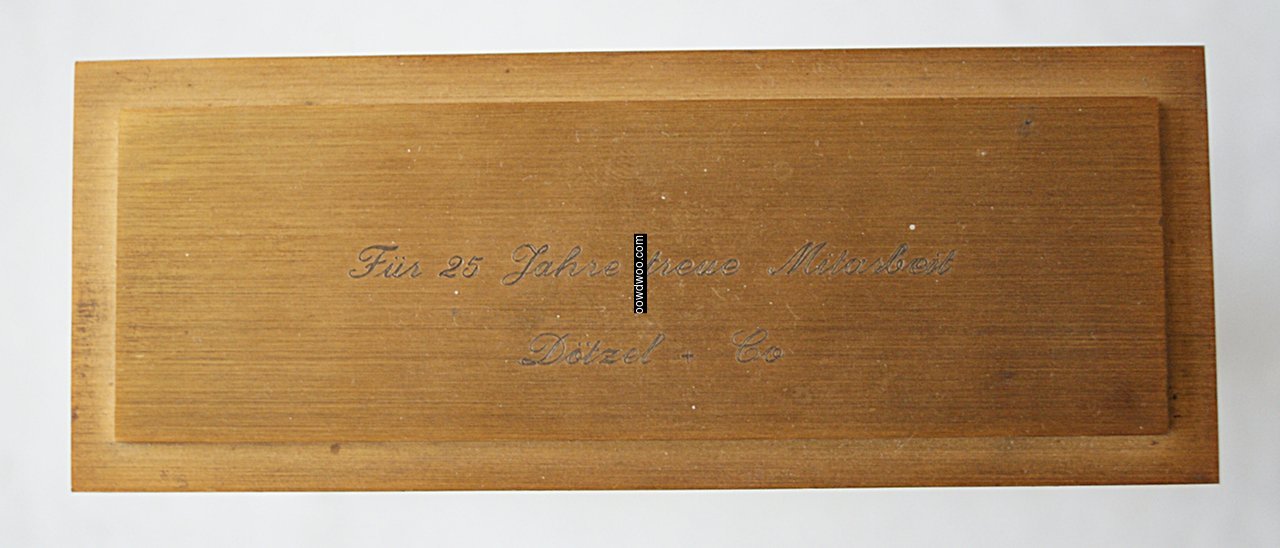 Für 25 Jahre treue Mitarbeit
Dötzel + Co
oowdwoo.com